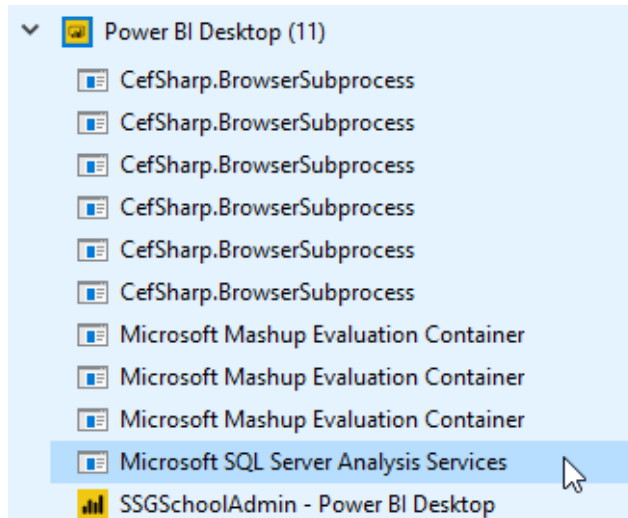 Power BI Desktop (11)
CefSharp.BrowserSubprocess
CefSharp.BrowserSubprocess
CefSharp.BrowserSubprocess
CefSharp.BrowserSubprocess
CefSharp.BrowserSubprocess
CefSharp.BrowserSubprocess
Microsoft Mashup Evaluation Container
Microsoft Mashup Evaluation Container
Microsoft Mashup Evaluation Container
Microsoft SQL Server Analysis Services
SSGSchoolAdmin - Power BI Desktop